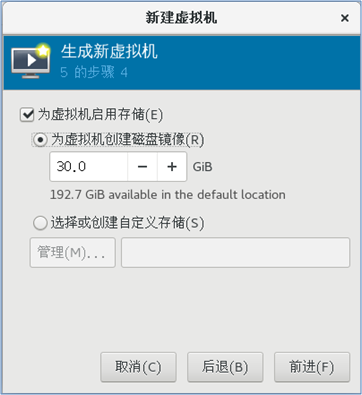 新建虚拟机
生成新虚拟机
5 的步骤 4
为虚拟机启用存储(E)
为虚拟机创建磁盘镜像(R)
30.0 − + GiB
192.7 GiB available in the default location
选择或创建自定义存储(S)
管理(M)...
取消(C) 后退(B) 前进(F)